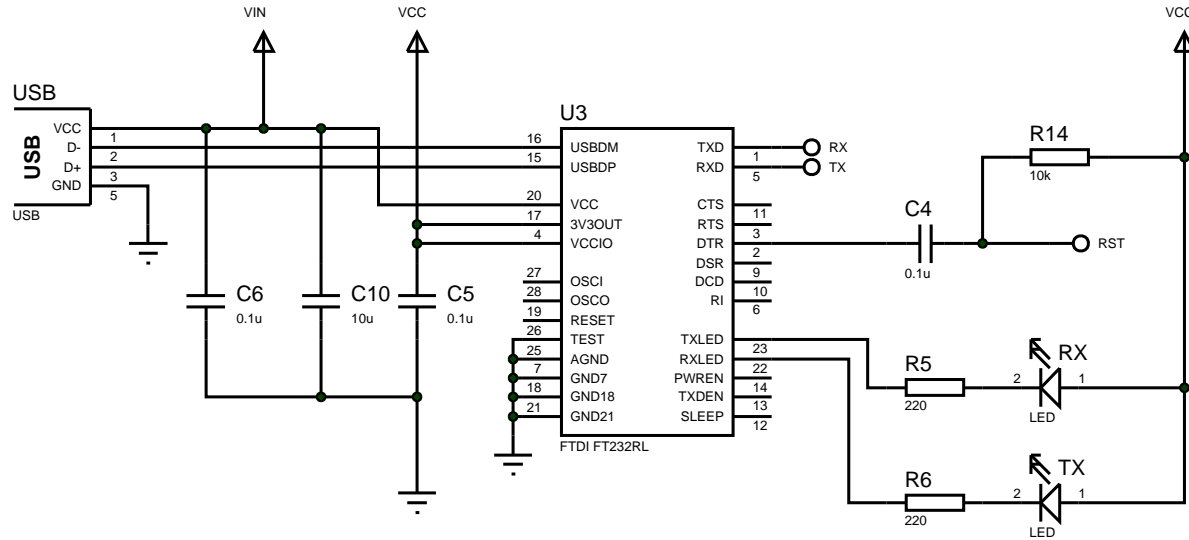 VIN
VCC
VCC
USB
USB
VCC
D-
D+
GND
1
2
3
5
USB
U3
16
15
20
17
4
27
28
19
26
25
7
18
21
USBDM
USBDP
VCC
3V3OUT
VCCIO
OSCI
OSCO
RESET
TEST
AGND
GND7
GND18
GND21
TXD
RXD
CTS
RTS
DTR
DSR
DCD
RI
TXLED
RXLED
PWREN
TXDEN
SLEEP
1
5
11
3
2
9
10
6
23
22
14
13
12
FTDI FT232RL
RX
TX
R14
10k
C4
0.1u
RST
C6
0.1u
C10
10u
C5
0.1u
R5
220
2
RX
1
LED
R6
220
2
TX
1
LED